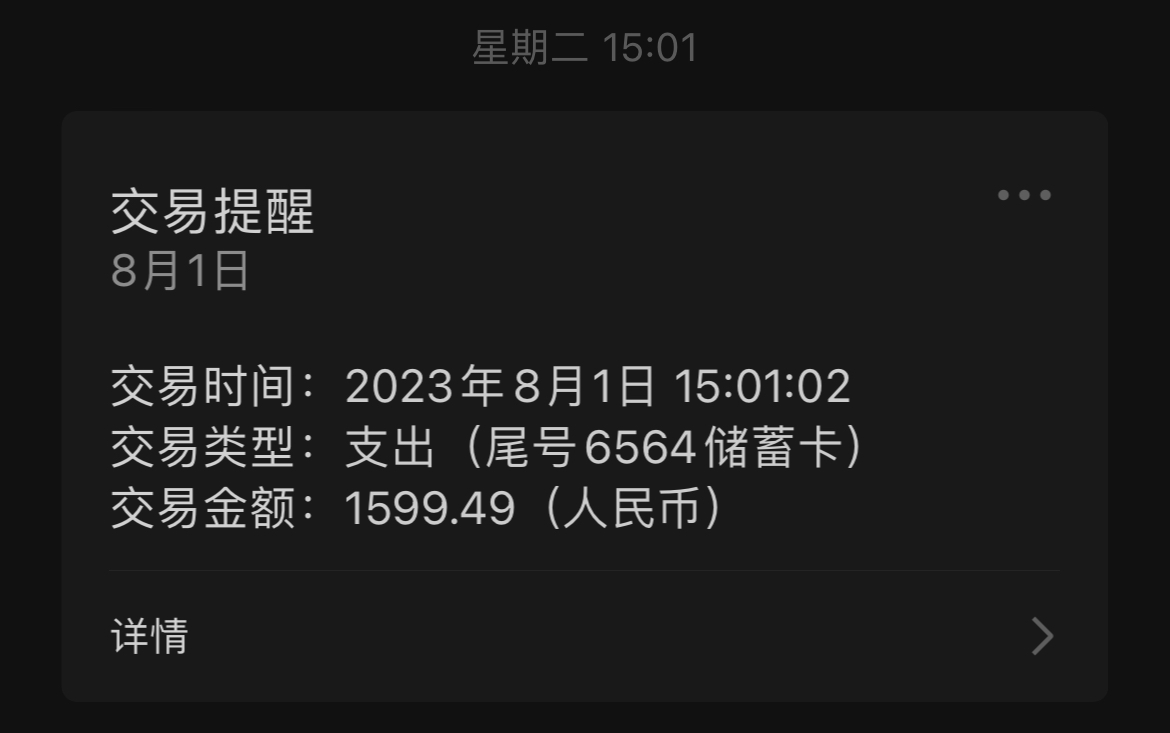 星期二 15:01
交易提醒
8月1日
交易时间：2023年8月1日 15:01:02
交易类型：支出（尾号6564储蓄卡）
交易金额：1599.49（人民币）
详情